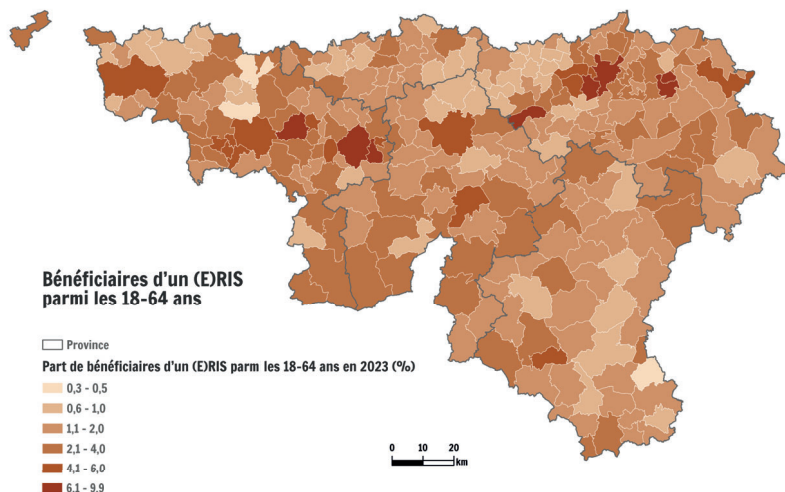 Bénéficiaires d'un (E)RIS
parmi les 18-64 ans
Province
Part de bénéficiaires d'un (E)RIS parm les 18-64 ans en 2023 (%)
0,3 - 0,5
0,6 - 1,0
1,1 - 2,0
2,1 - 4,0
4,1 - 6,0
6,1 - 9,9
0 10 20
km